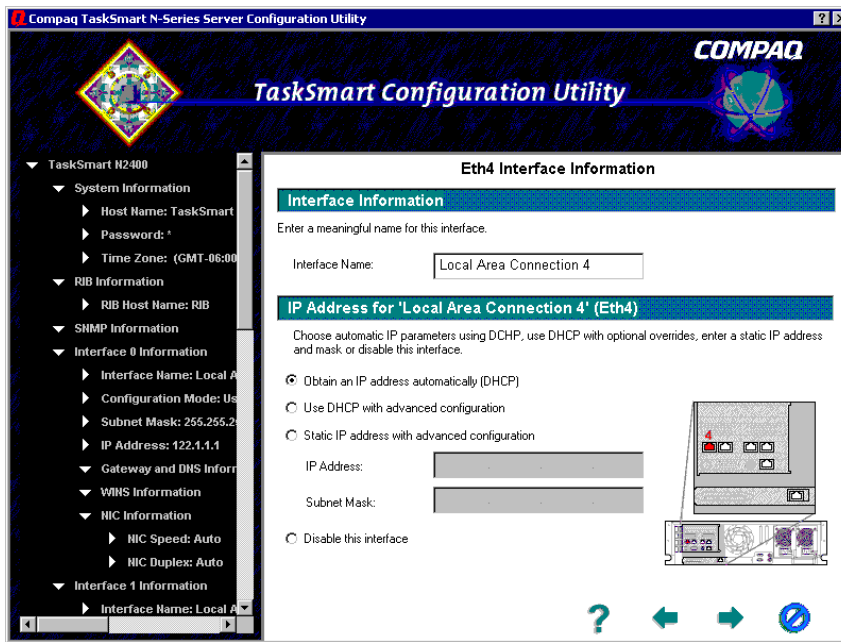 Compaq TaskSmart N-Series Server Configuration Utility
COMPAQ
TaskSmart Configuration Utility
TaskSmart N2400
System Information
Host Name: TaskSmart
Password: *
Time Zone: (GMT-06:00
RIB Information
RIB Host Name: RIB
SNMP Information
Interface 0 Information
Interface Name: Local A
Configuration Mode: Us
Subnet Mask: 255.255.2
IP Address: 122.1.1.1
Gateway and DNS Inforr
WINS Information
NIC Information
NIC Speed: Auto
NIC Duplex: Auto
Interface 1 Information
Interface Name: Local A
Eth4 Interface Information
Interface Information
Enter a meaningful name for this interface.
Interface Name: Local Area Connection 4
IP Address for 'Local Area Connection 4' (Eth4)
Choose automatic IP parameters using DCHP, use DHCP with optional overrides, enter a static IP address
and mask or disable this interface.
Obtain an IP address automatically (DHCP)
Use DHCP with advanced configuration
Static IP address with advanced configuration
IP Address:
Subnet Mask:
Disable this interface
4